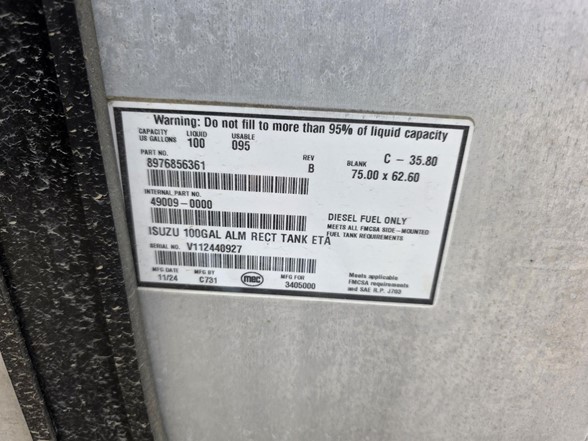 Warning: Do not fill to more than 95% of liquid capacity
CAPACITY US GALLONS LIQUID 100 USABLE 095
PART NO. 8976856361 REV B
BLANK C - 35.80
75.00 x 62.60
INTERNAL PART NO. 49009-0000
DIESEL FUEL ONLY
MEETS ALL FMCSA SIDE-MOUNTED
FUEL TANK REQUIREMENTS
ISUZU 100GAL ALM RECT TANK ETA
SERIAL NO. V112440927
MFG DATE 11/24 MFG BY C731 MFG FOR 3405000
Meets applicable
FMCSA requirements
and SAE R.P. J703